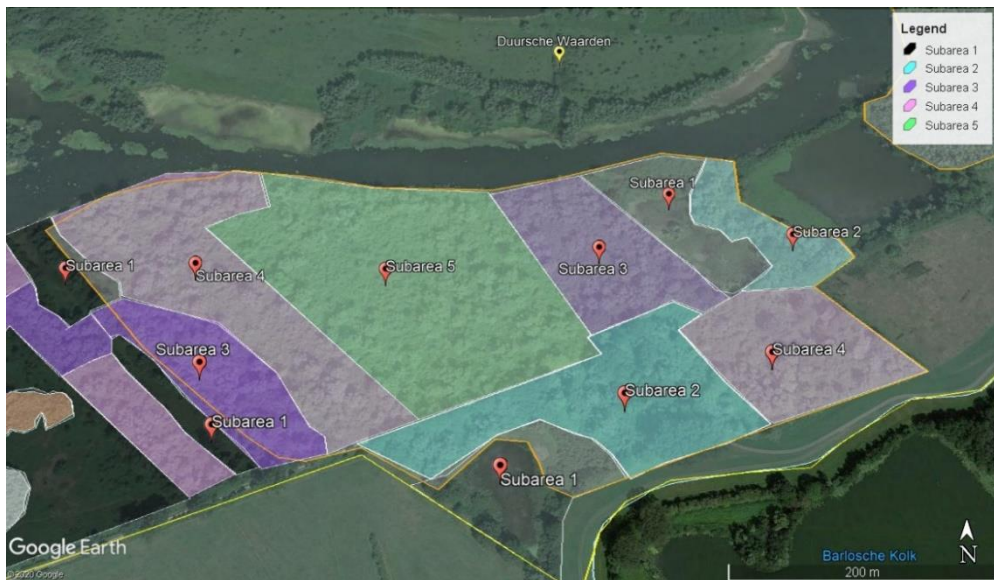 Duursche Waarden
Legend
Subarea 1
Subarea 2
Subarea 3
Subarea 4
Subarea 5
Subarea 1
Subarea 2
Subarea 1
Subarea 4
Subarea 5
Subarea 3
Subarea 3
Subarea 4
Subarea 2
Subarea 1
Subarea 1
Google Earth
© 2020 Google
Barlosche Kolk
200 m
N